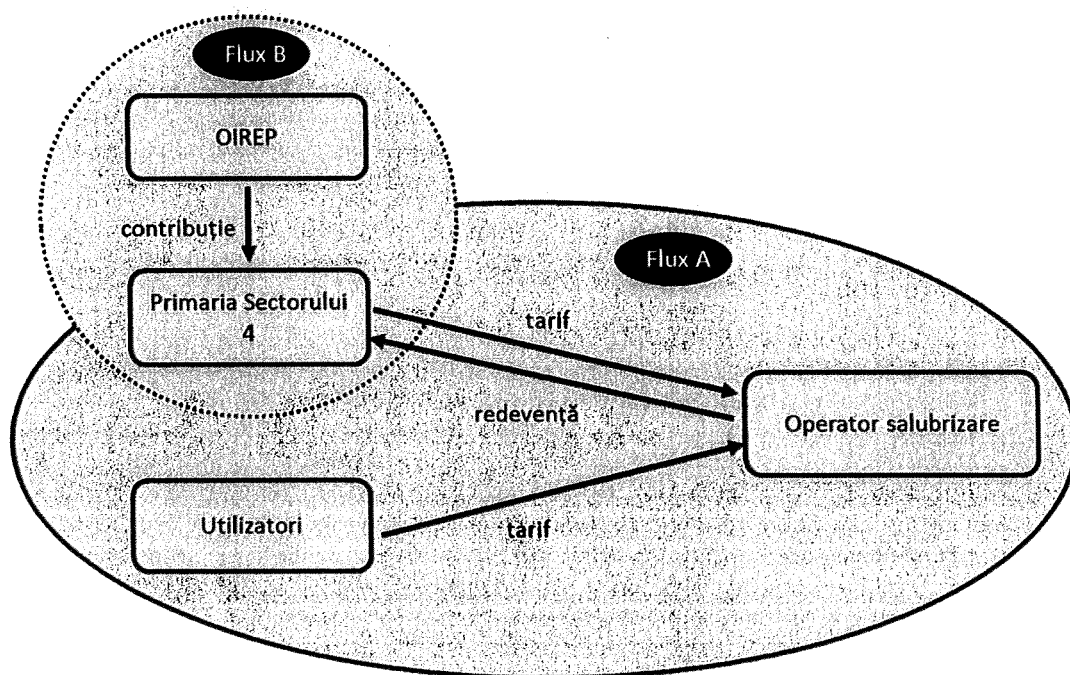 Flux B
OIREP
contribuție
Primaria Sectorului
4
Flux A
tarif
redevență
Operator salubrizare
Utilizatori
tarif